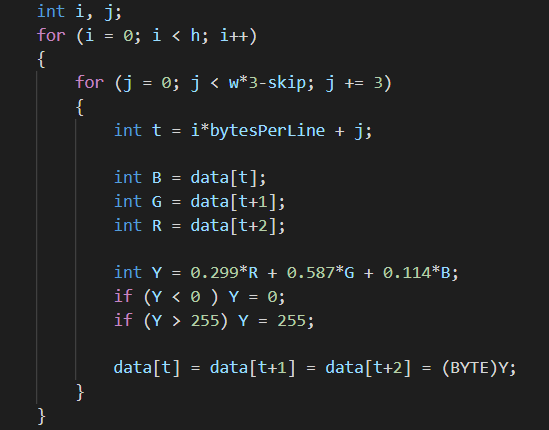 int i, j;
for (i = 0; i < h; i++)
{
    for (j = 0; j < w*3-skip; j += 3)
    {
        int t = i*bytesPerLine + j;

        int B = data[t];
        int G = data[t+1];
        int R = data[t+2];

        int Y = 0.299*R + 0.587*G + 0.114*B;
        if (Y < 0 ) Y = 0;
        if (Y > 255) Y = 255;

        data[t] = data[t+1] = data[t+2] = (BYTE)Y;
    }
}